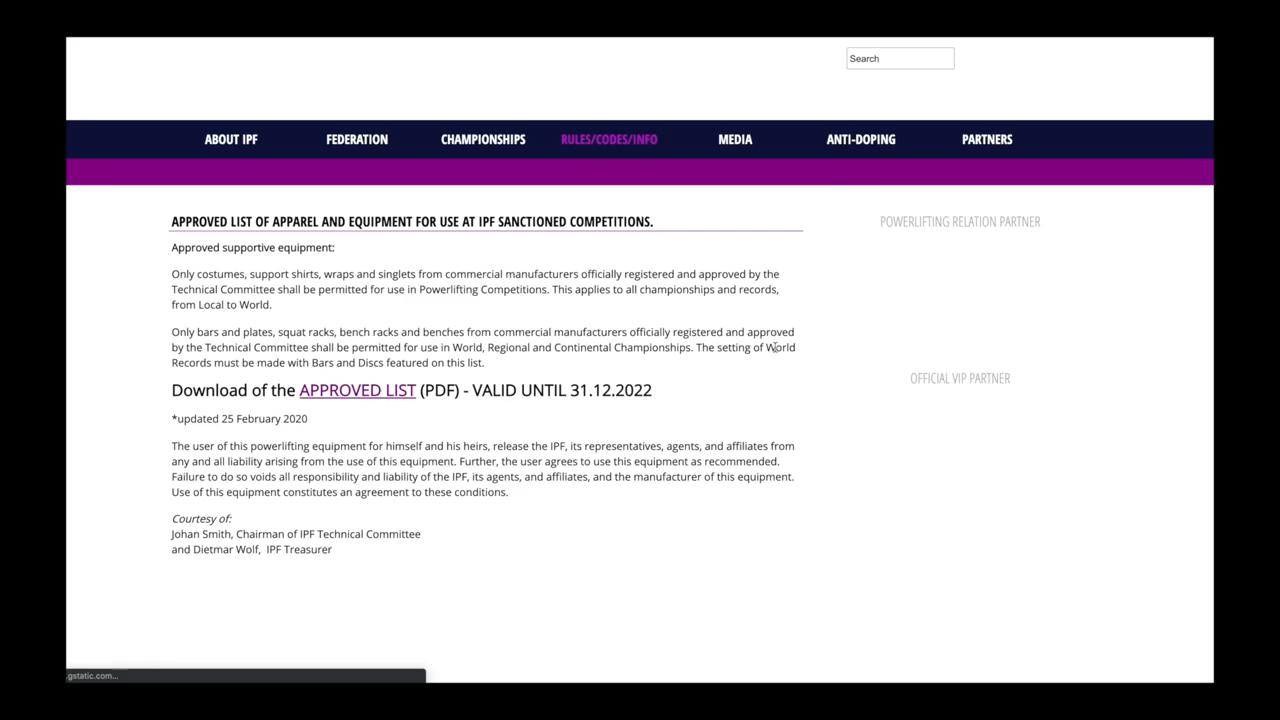 Search
ABOUT IPF FEDERATION CHAMPIONSHIPS RULES/CODES/INFO MEDIA ANTI-DOPING PARTNERS
APPROVED LIST OF APPAREL AND EQUIPMENT FOR USE AT IPF SANCTIONED COMPETITIONS.
Approved supportive equipment:
Only costumes, support shirts, wraps and singlets from commercial manufacturers officially registered and approved by the
Technical Committee shall be permitted for use in Powerlifting Competitions. This applies to all championships and records,
from Local to World.
Only bars and plates, squat racks, bench racks and benches from commercial manufacturers officially registered and approved
by the Technical Committee shall be permitted for use in World, Regional and Continental Championships. The setting of World
Records must be made with Bars and Discs featured on this list.
Download of the APPROVED LIST (PDF) - VALID UNTIL 31.12.2022
*updated 25 February 2020
The user of this powerlifting equipment for himself and his heirs, release the IPF, its representatives, agents, and affiliates from
any and all liability arising from the use of this equipment. Further, the user agrees to use this equipment as recommended.
Failure to do so voids all responsibility and liability of the IPF, its agents, and affiliates, and the manufacturer of this equipment.
Use of this equipment constitutes an agreement to these conditions.
Courtesy of:
Johan Smith, Chairman of IPF Technical Committee
and Dietmar Wolf, IPF Treasurer
POWERLIFTING RELATION PARTNER
OFFICIAL VIP PARTNER
.gstatic.com...